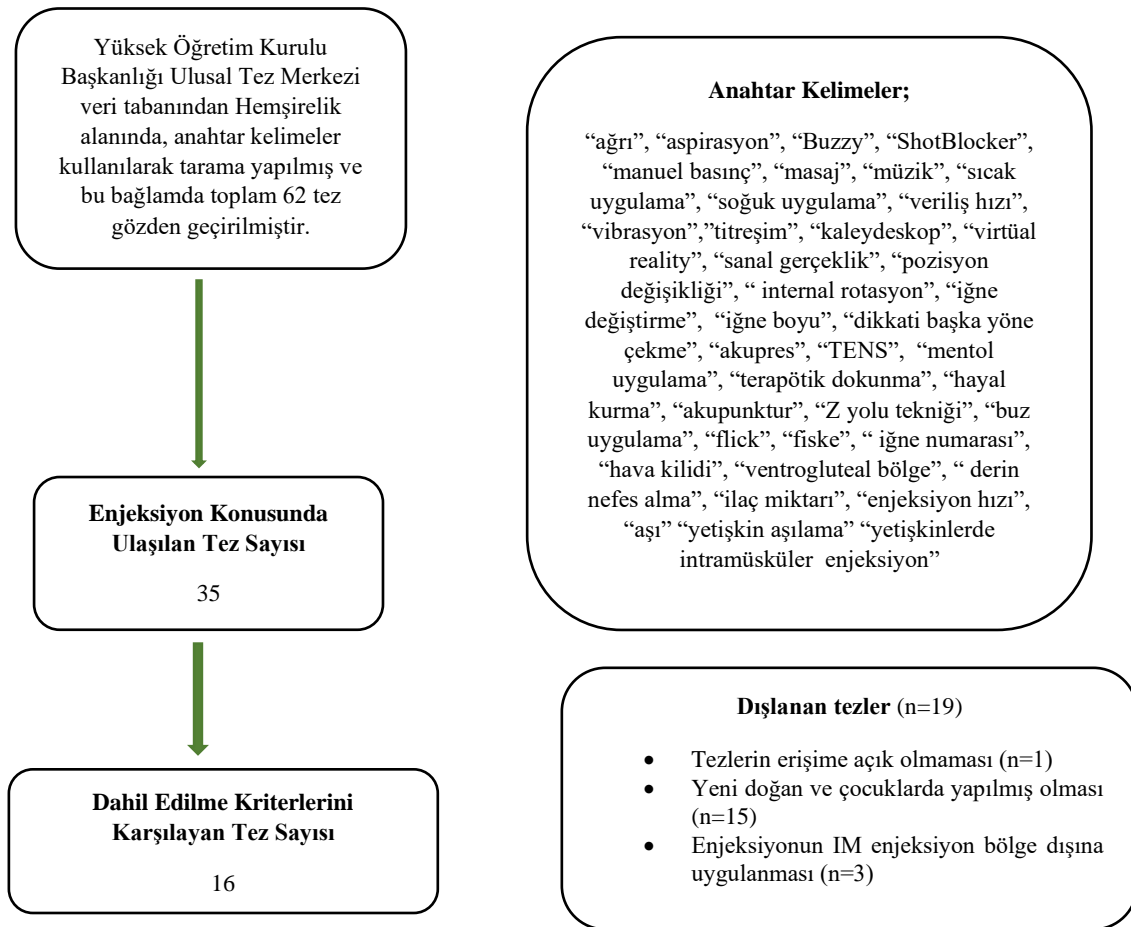 Yüksek Öğretim Kurulu
Başkanlığı Ulusal Tez Merkezi
veri tabanından Hemşirelik
alanında, anahtar kelimeler
kullanılarak tarama yapılmış ve
bu bağlamda toplam 62 tez
gözden geçirilmiştir.
Anahtar Kelimeler;
“ağrı”, “aspirasyon”, “Buzzy”, “ShotBlocker”,
“manuel basınç”, “masaj”, “müzik”, “sıcak
uygulama”, “soğuk uygulama”, “veriliş hızı”,
“vibrasyon”,”titreşim”, “kaleydeskop”, “virtüal
reality”, “sanal gerçeklik”, “pozisyon
değişikliği”, “ internal rotasyon”, “iğne
değiştirme”, “iğne boyu”, “dikkati başka yöne
çekme”, “akupres”, “TENS”, “mentol
uygulama”, “terapötik dokunma”, “hayal
kurma”, “akupunktur”, “Z yolu tekniği”, “buz
uygulama”, “flick”, “fiske”, “ iğne numarası”,
“hava kilidi”, “ventrogluteal bölge”, “ derin
nefes alma”, “ilaç miktarı”, “enjeksiyon hızı”,
“aşı” “yetişkin aşılama” “yetişkinlerde
intramüsküler enjeksiyon”
Enjeksiyon Konusunda
Ulaşılan Tez Sayısı
35
Dışlanan tezler (n=19)
• Tezlerin erişime açık olmaması (n=1)
• Yeni doğan ve çocuklarda yapılmış olması
(n=15)
• Enjeksiyonun IM enjeksiyon bölge dışına
uygulanması (n=3)
Dahil Edilme Kriterlerini
Karşılayan Tez Sayısı
16